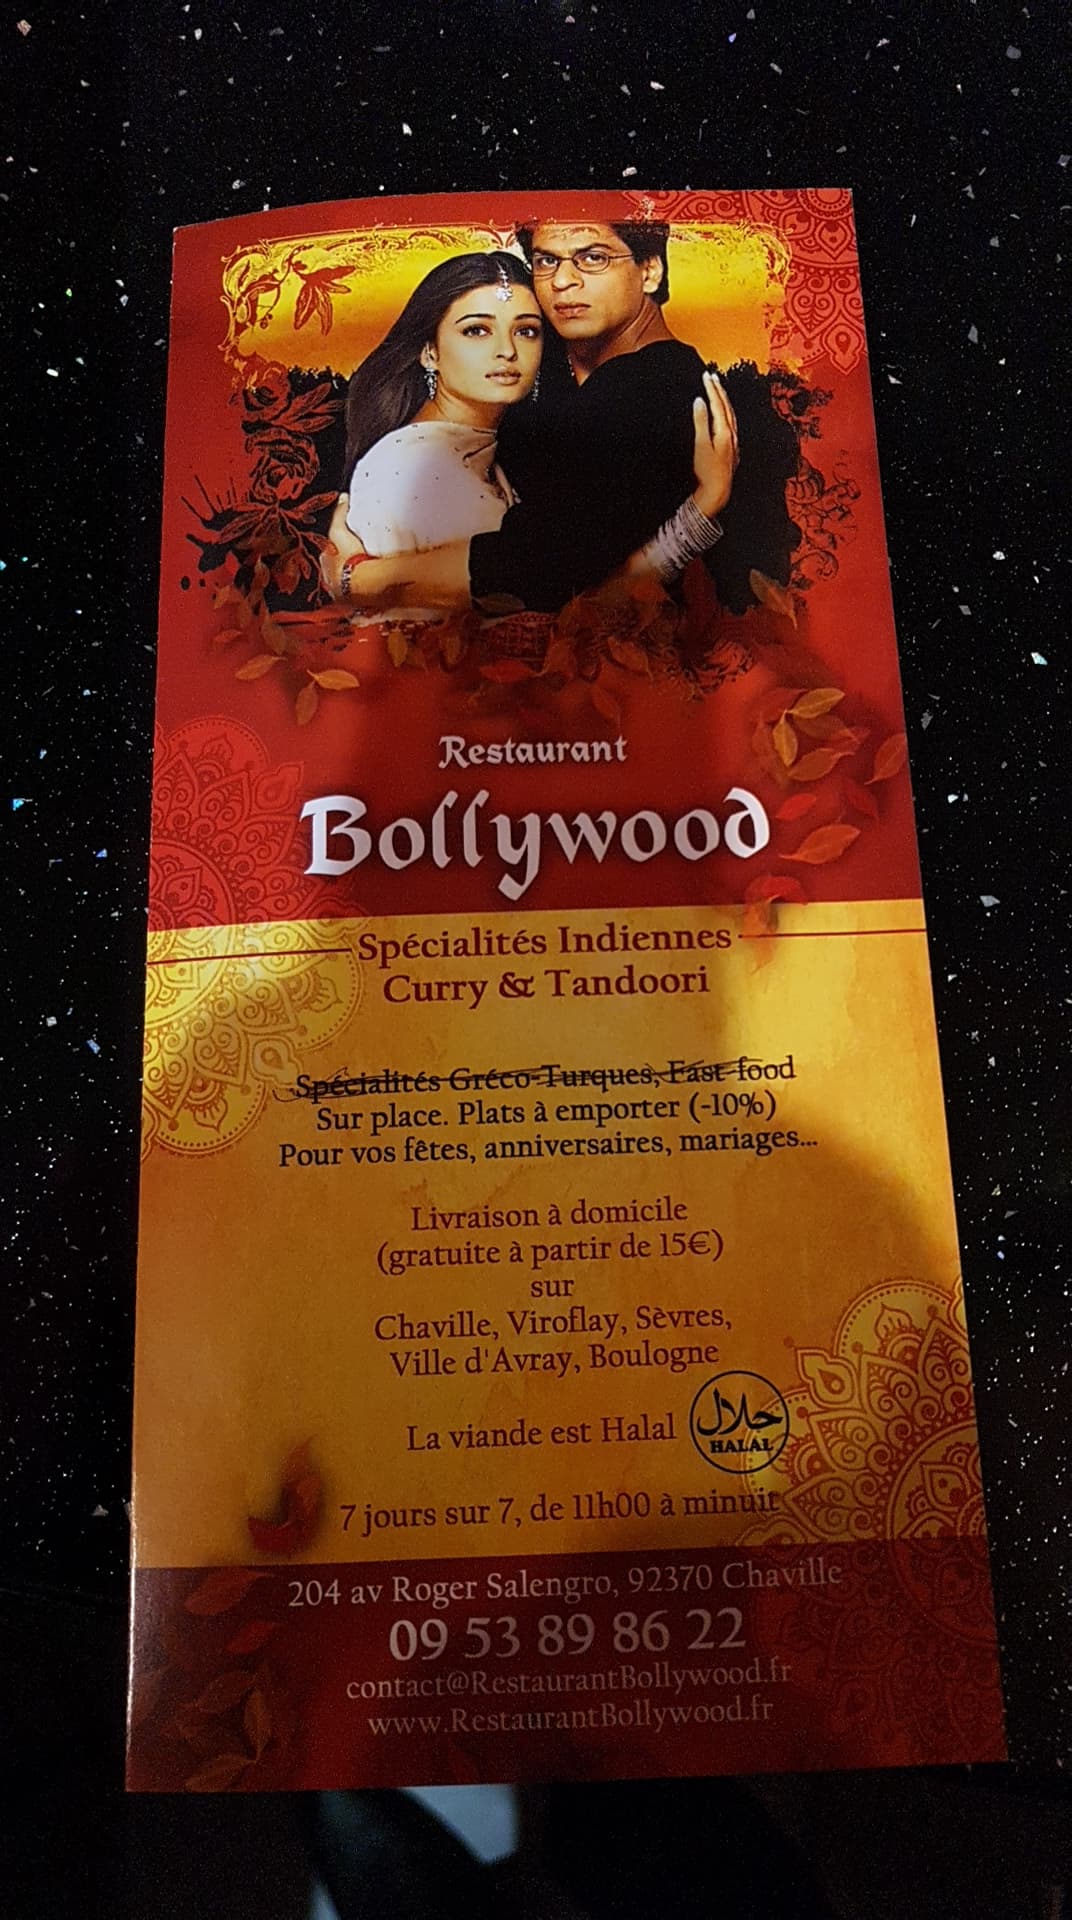 Restaurant
Bollywood
Spécialités Indiennes
Curry & Tandoori
Spécialités Gréco-Turques, Fast-food
Sur place. Plats à emporter (-10%)
Pour vos fêtes, anniversaires, mariages...
Livraison à domicile
(gratuite à partir de 15€)
sur
Chaville, Viroflay, Sèvres,
Ville d'Avray, Boulogne
La viande est Halal
حلال
HALAL
7 jours sur 7, de 11h00 à minuit
204 av Roger Salengro, 92370 Chaville
09 53 89 86 22
contact@RestaurantBollywood.fr
www.RestaurantBollywood.fr